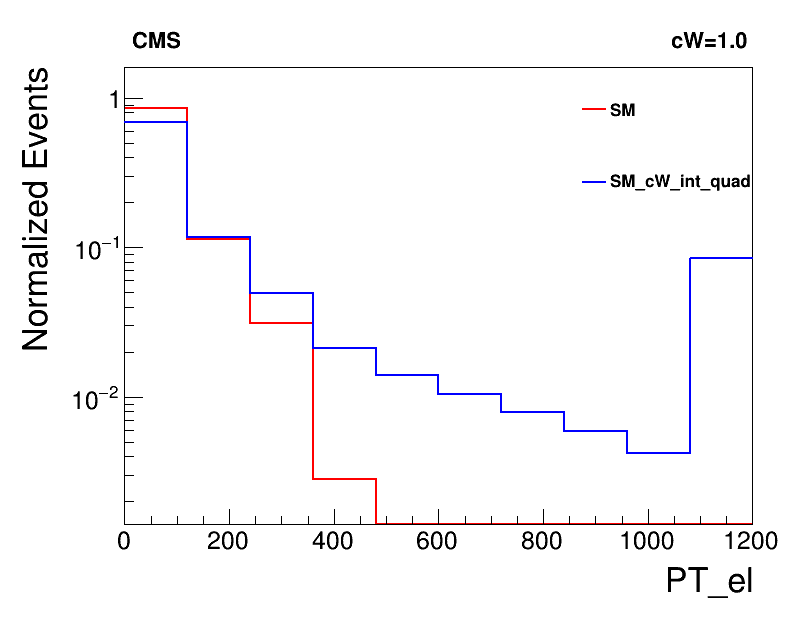 CMS
cW=1.0
Normalized Events
1
10⁻¹
10⁻²
SM
SM_cW_int_quad
0 200 400 600 800 1000 1200
PT_el